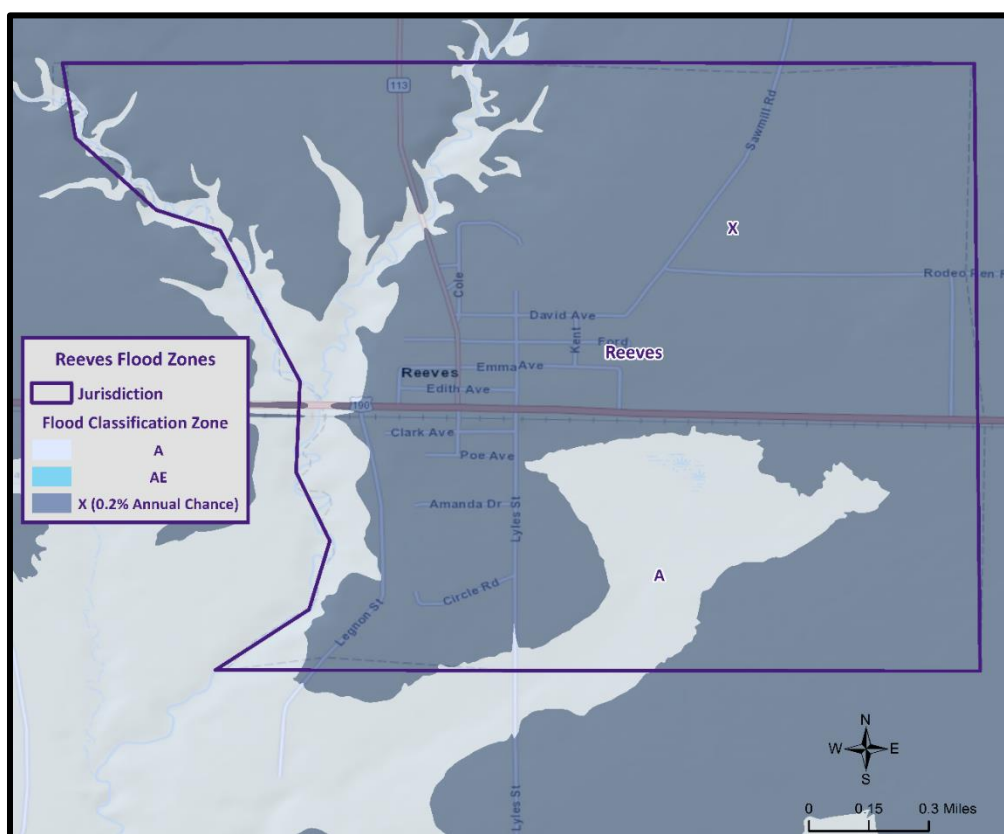 113
Sawmill Rd
X
Rodeo Pen
Cole
David Ave
Kent
Ford
Reeves
Emma Ave
Reeves
Edith Ave
190
Clark Ave
Poe Ave
Amanda Dr
Lyles St
A
Circle Rd
Legnon St
Lyles St
Reeves Flood Zones
Jurisdiction
Flood Classification Zone
A
AE
X (0.2% Annual Chance)
N
W E
S
0 0.15 0.3 Miles